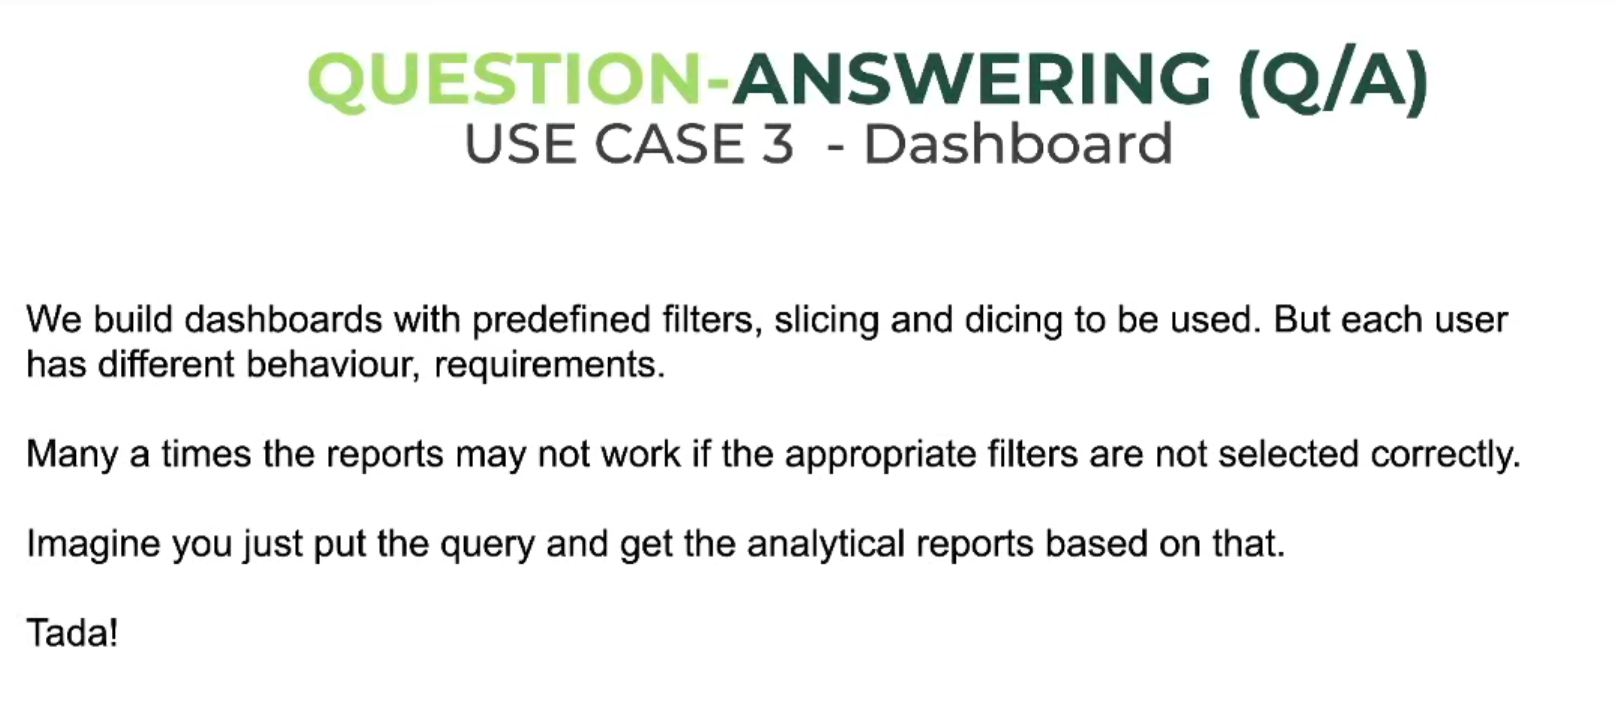 QUESTION-ANSWERING (Q/A)
USE CASE 3 - Dashboard
We build dashboards with predefined filters, slicing and dicing to be used. But each user
has different behaviour, requirements.
Many a times the reports may not work if the appropriate filters are not selected correctly.
Imagine you just put the query and get the analytical reports based on that.
Tada!